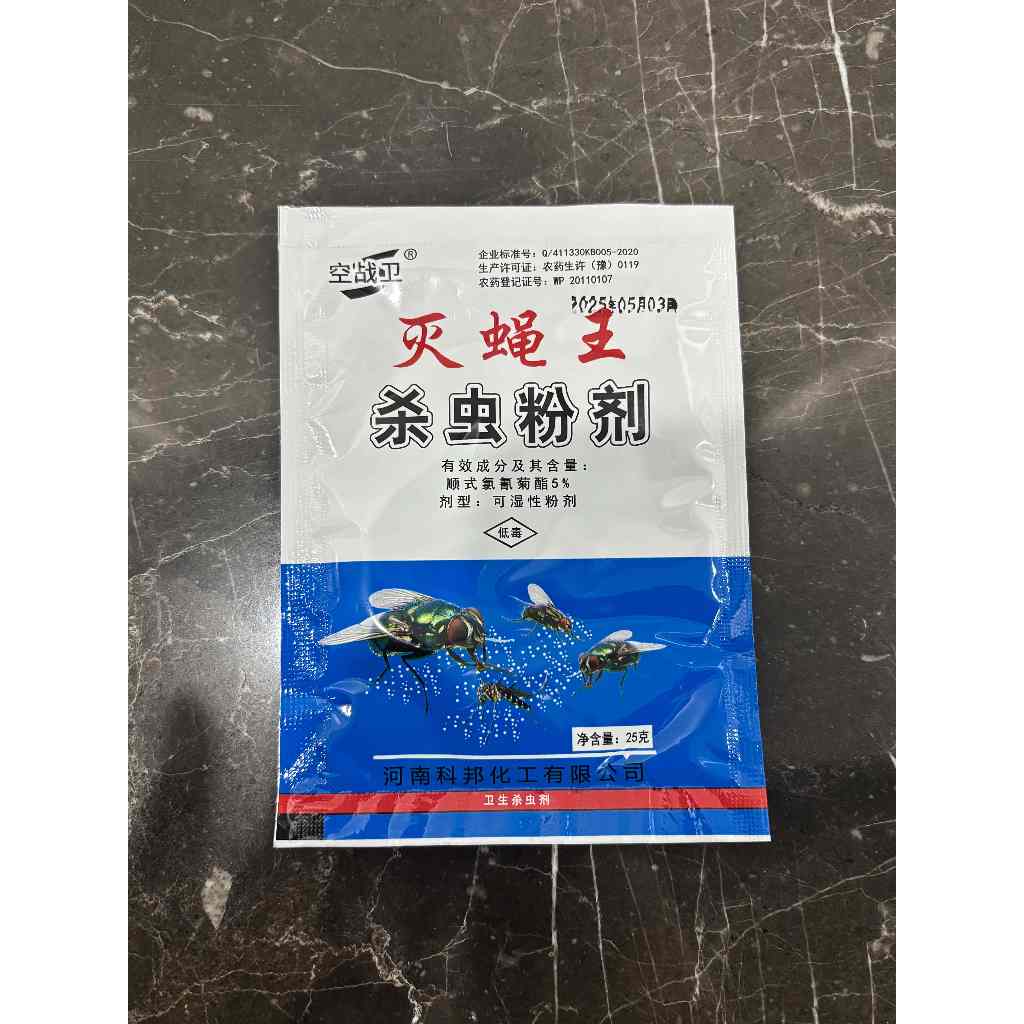 空战卫®
企业标准号：Q/411330KB005-2020
生产许可证：农药生许（豫）0119
农药登记证号：WP 20110107
2025年05月03日
灭蝇王
杀虫粉剂
有效成分及其含量：
顺式氯氰菊酯5%
剂型：可湿性粉剂
低毒
净含量：25克
河南科邦化工有限公司
卫生杀虫剂